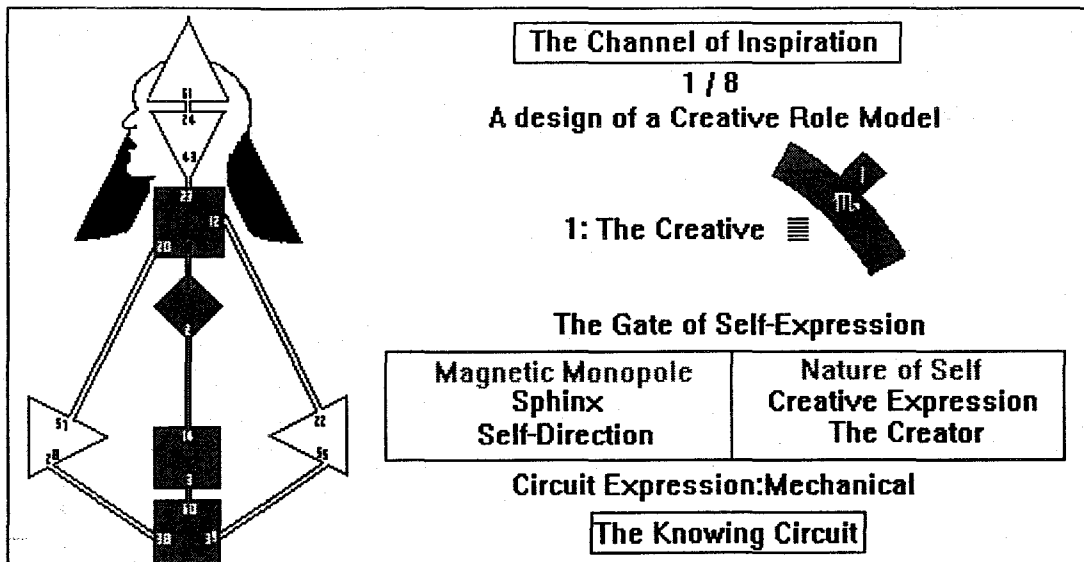 The Channel of Inspiration
1 / 8
A design of a Creative Role Model
1
♏
1: The Creative ䷀
The Gate of Self-Expression
Magnetic Monopole
Sphinx
Self-Direction
Nature of Self
Creative Expression
The Creator
Circuit Expression:Mechanical
The Knowing Circuit
61
24
43
23
12
20
2
57
28
22
55
14
3
60
38
39